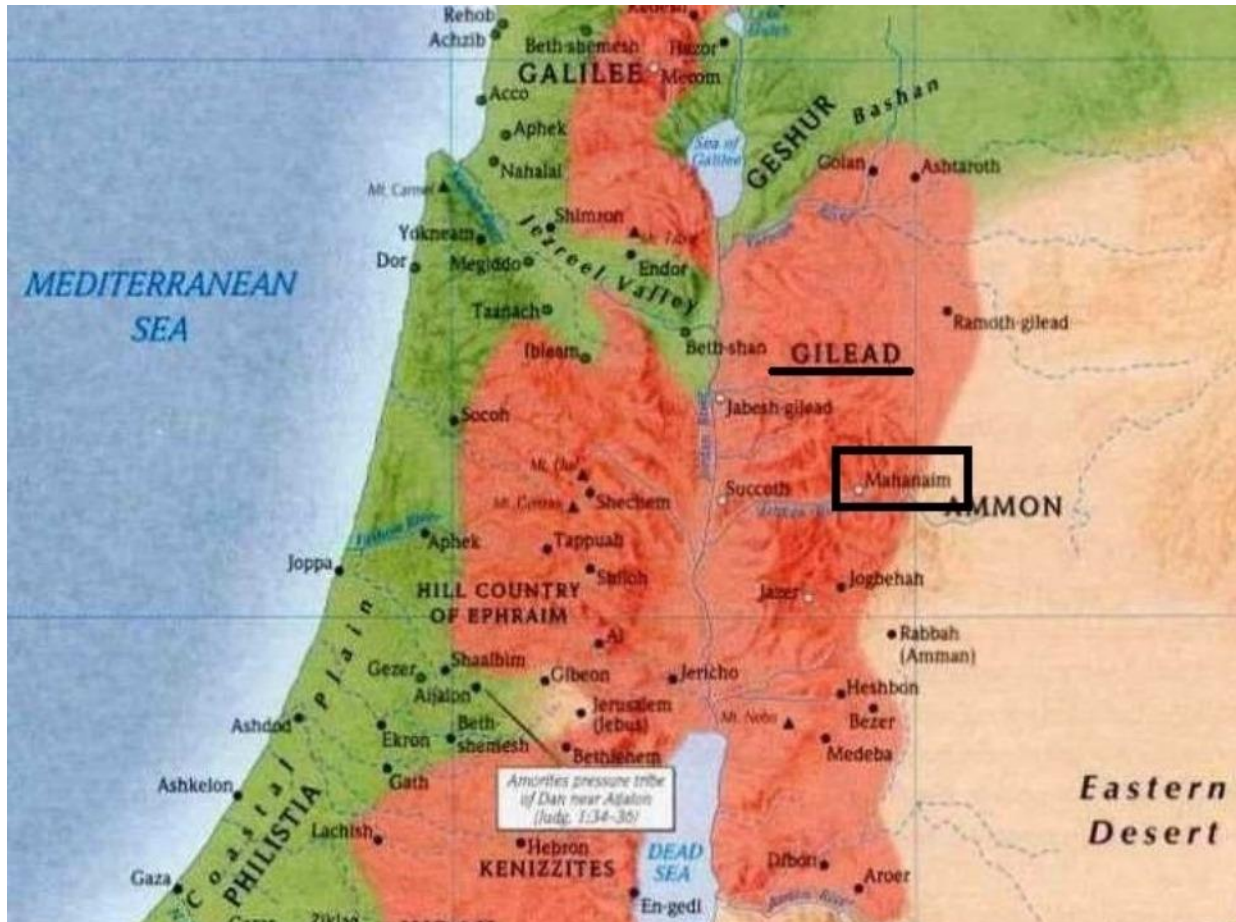 Rehob
Achzib
Beth-shemesh
Hazor
GALILEE
Merom
Acco
Aphek
Nahalal
Sea of
Galilee
GESHUR
Bashan
Golan
Ashtaroth
Mt. Carmel
Shimron
Yokneam
Jezreel Valley
Dor
Megiddo
Endor
MEDITERRANEAN
SEA
Taanach
Ramoth-gilead
Ibleam
Beth-shan
GILEAD
Jabesh-gilead
Jordan River
Socoh
Mt. Ebal
Shechem
Succoth
Mahanaim
AMMON
Aphek
Tappuah
Joppa
Shiloh
Jogbehah
Jazer
HILL COUNTRY
OF EPHRAIM
Ai
Rabbah
(Amman)
Gezer
Shaalbim
Gibeon
Jericho
Aijalon
Heshbon
Jerusalem
(Jebus)
Mt. Nebo
Bezer
Ashdod
Ekron
Beth-
shemesh
Bethlehem
Medeba
Gath
Amorites pressure tribe
of Dan near Aijalon
(Judg. 1:34–36)
Ashkelon
Coastal Plain
PHILISTIA
Eastern
Desert
Lachish
Hebron
KENIZZITES
DEAD
SEA
Dibon
Aroer
Gaza
En-gedi
Ziklag